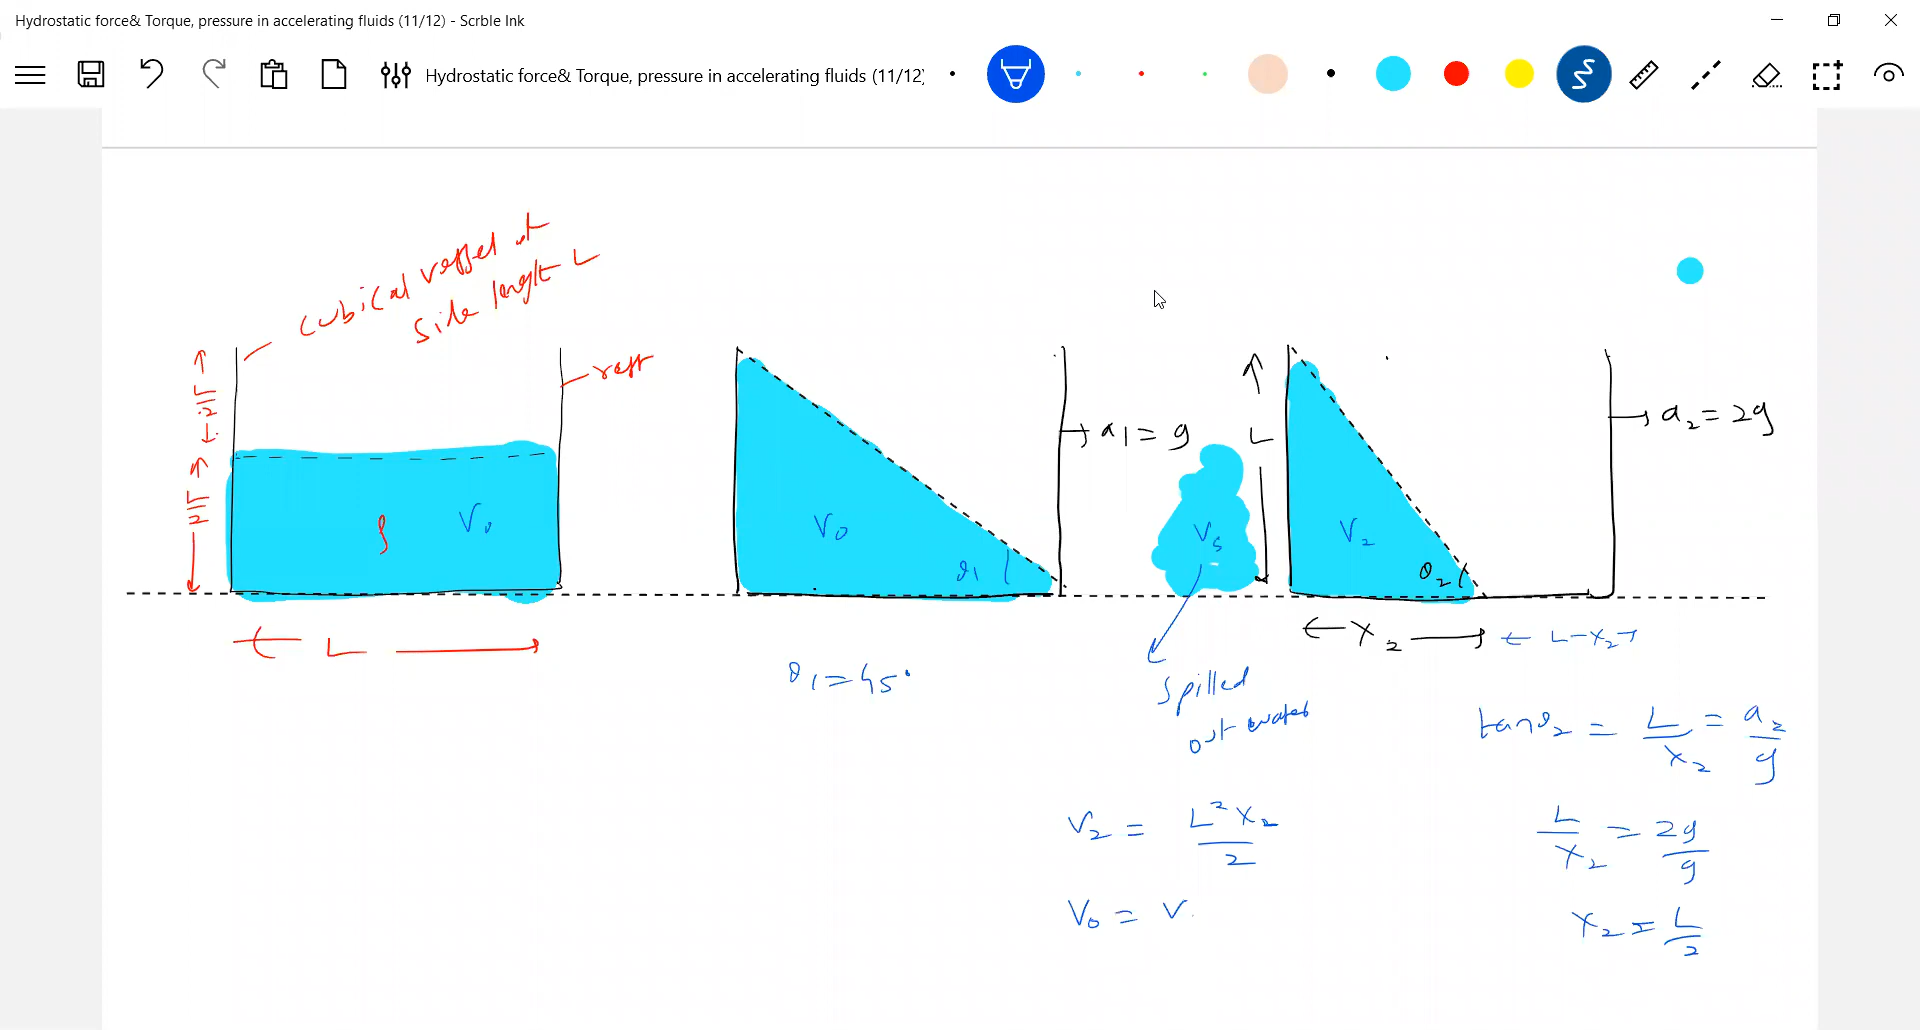 Hydrostatic force& Torque, pressure in accelerating fluids (11/12) - Scrble Ink
Hydrostatic force& Torque, pressure in accelerating fluids (11/12)
cubical vessel of
side length L
rest
L/2
L/2
ρ
V₀
L
V₀
θ₁
a₁ = g
θ₁ = 45°
Vₛ
spilled
out water
L
V₂
θ₂
a₂ = 2g
x₂
L-x₂
tanθ₂ = L/x₂ = a₂/g
V₂ = L²x₂/2
L/x₂ = 2g/g
V₀ = V
x₂ = L/2